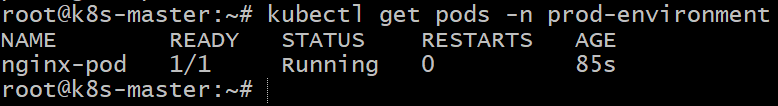 root@k8s-master:~# kubectl get pods -n prod-environment
NAME        READY   STATUS    RESTARTS   AGE
nginx-pod   1/1     Running   0          85s
root@k8s-master:~#